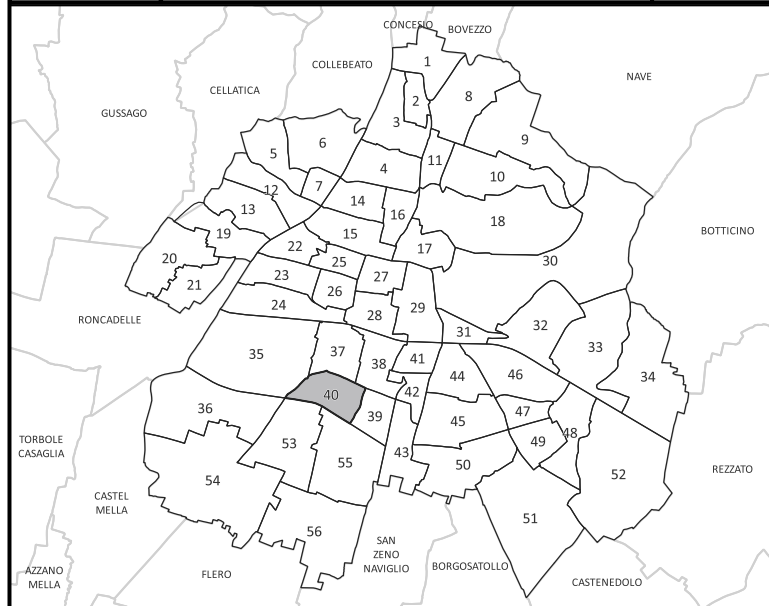 CONCESIO
BOVEZZO
COLLEBEATO
NAVE
CELLATICA
GUSSAGO
1
2
8
3
9
6
5
11
4
10
7
12
14
13
16
18
19
15
17
BOTTICINO
22
20
25
30
23
27
21
26
24
29
28
RONCADELLE
31
32
33
35
37
38
41
44
46
34
40
42
36
39
47
45
48
53
49
TORBOLE
CASAGLIA
43
55
50
54
52
REZZATO
CASTEL
MELLA
51
56
SAN
ZENO
NAVIGLIO
AZZANO
MELLA
FLERO
BORGOSATOLLO
CASTENEDOLO